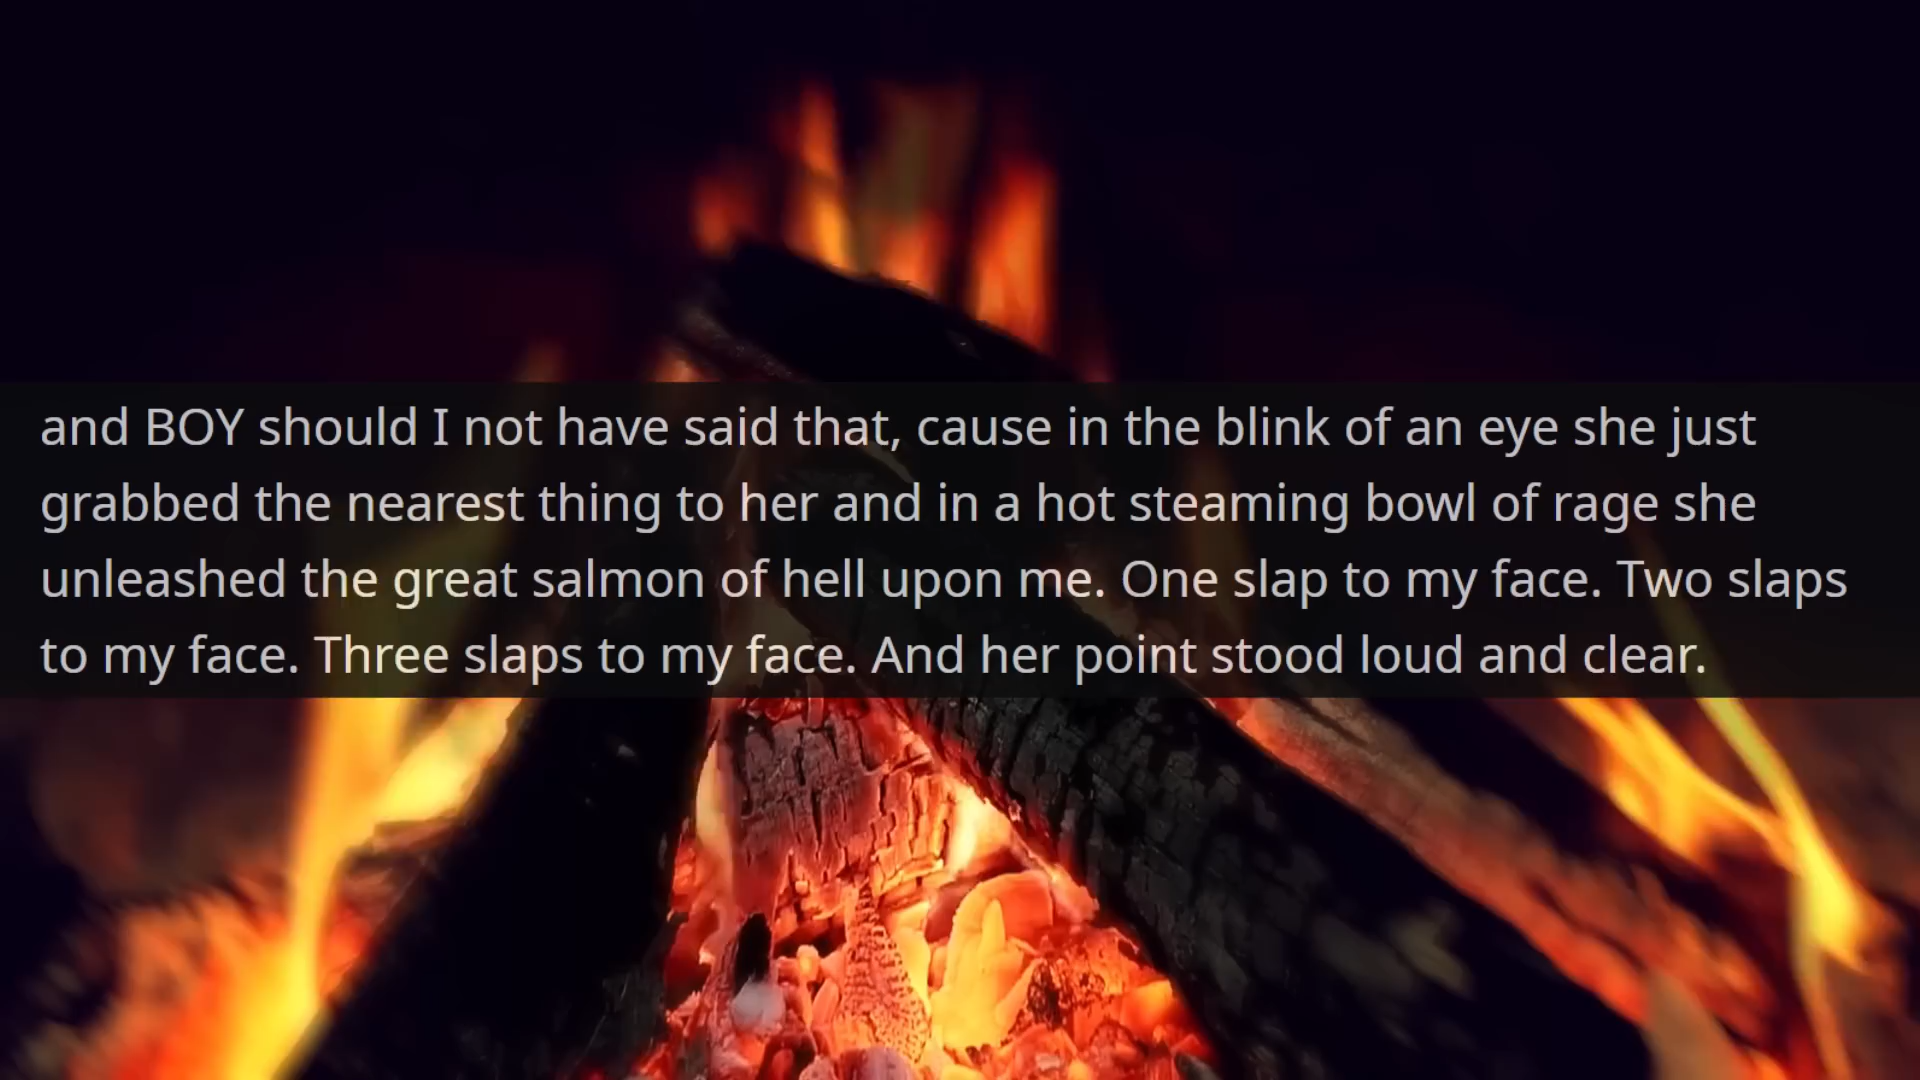 and BOY should I not have said that, cause in the blink of an eye she just
grabbed the nearest thing to her and in a hot steaming bowl of rage she
unleashed the great salmon of hell upon me. One slap to my face. Two slaps
to my face. Three slaps to my face. And her point stood loud and clear.